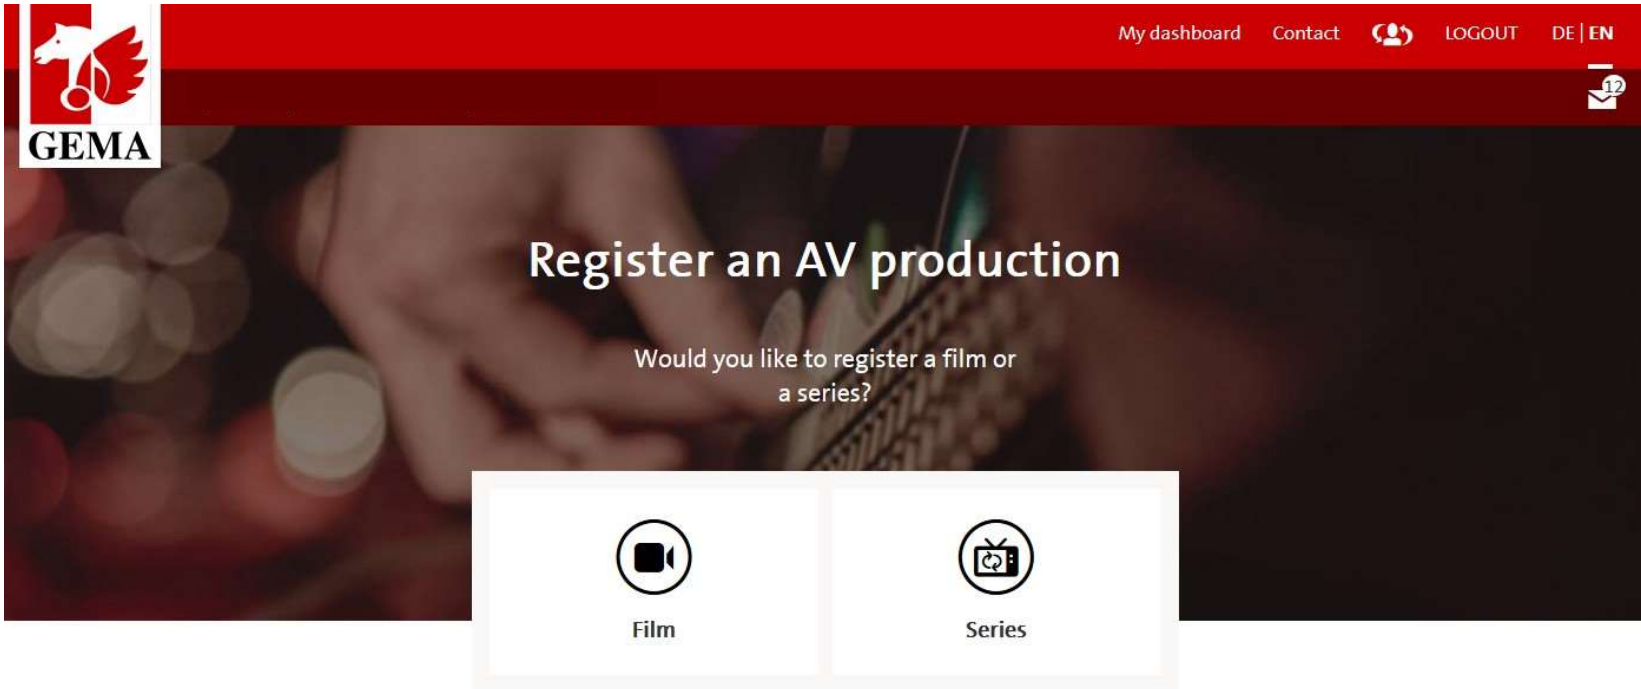 My dashboard Contact LOGOUT DE | EN
12
GEMA
Register an AV production
Would you like to register a film or
a series?
Film Series